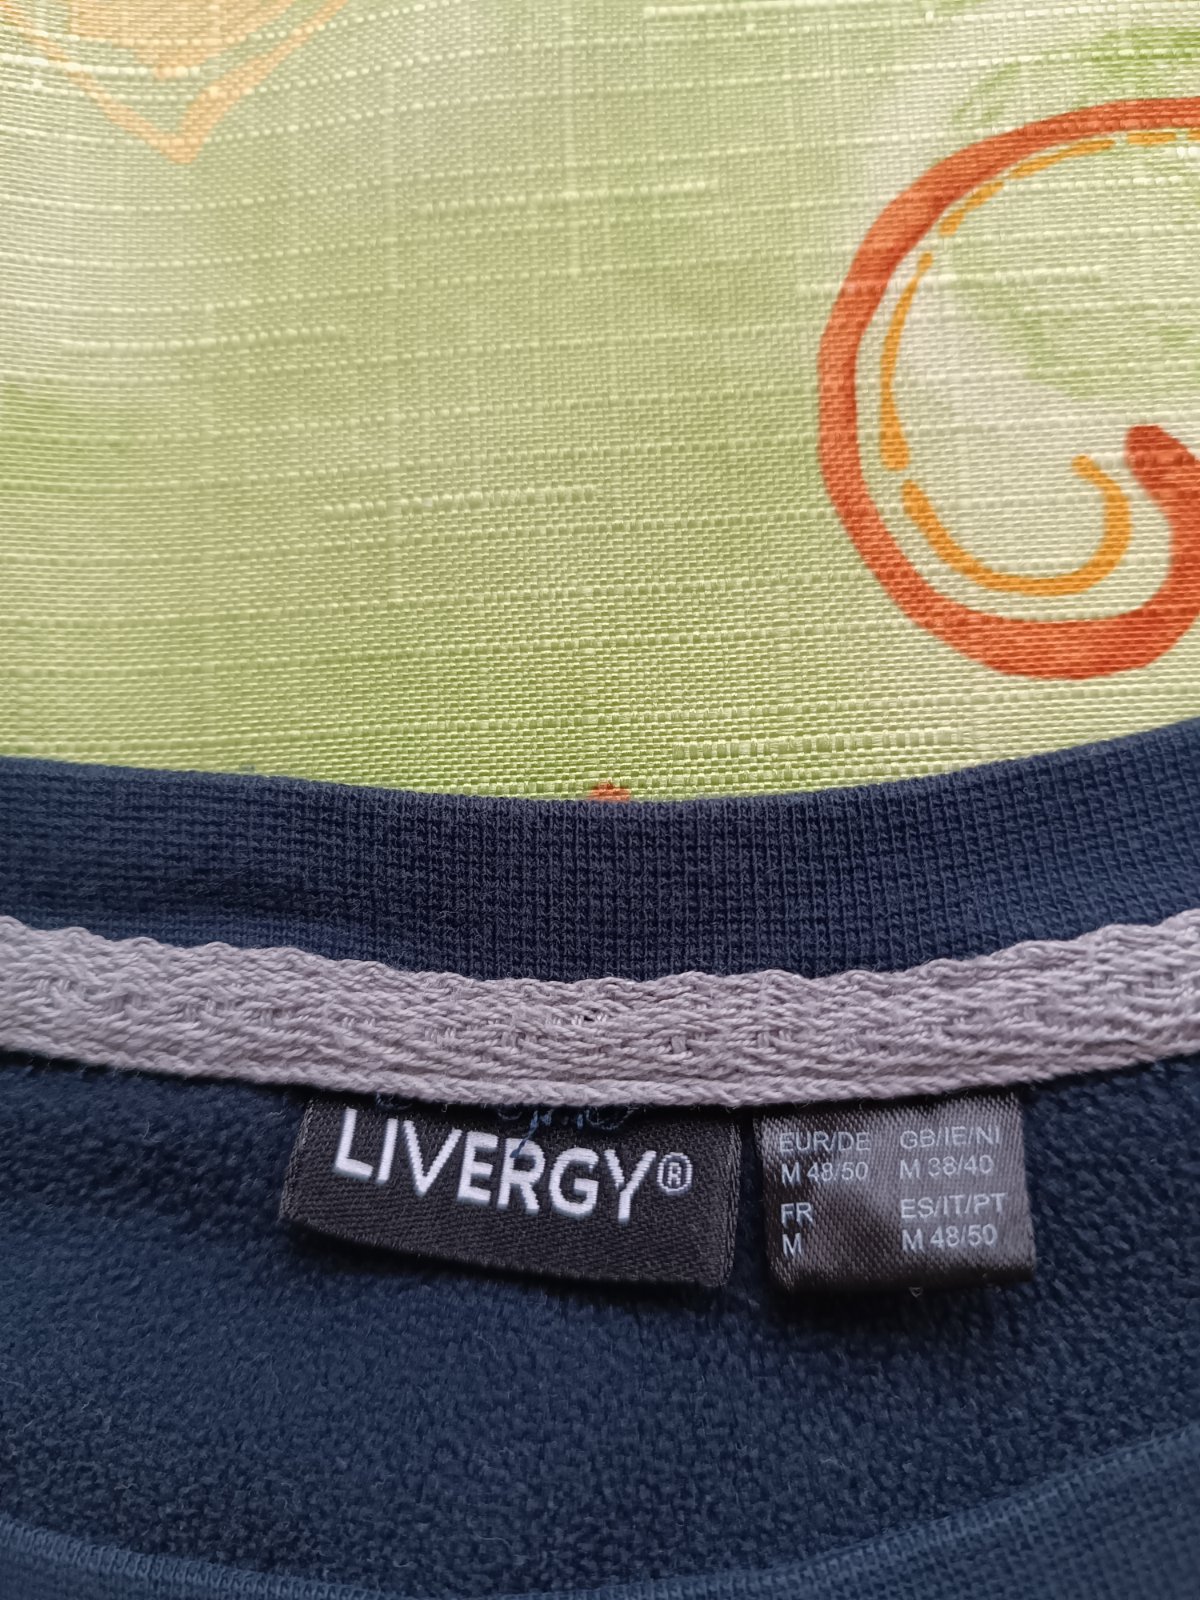 LIVERGY®
EUR/DE GB/IE/NI
M 48/50 M 38/40
FR ES/IT/PT
M M 48/50